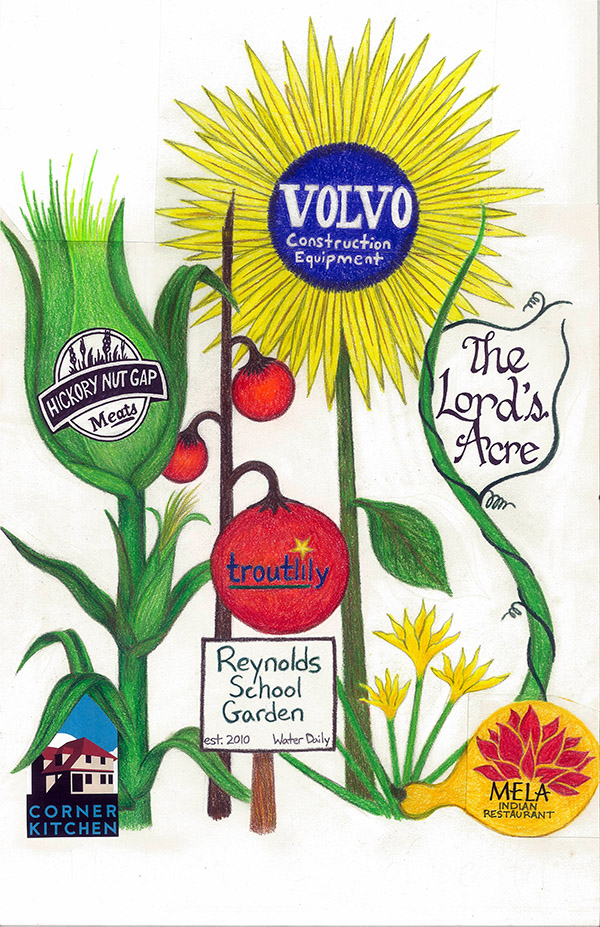 VOLVO
Construction
Equipment
HICKORY NUT GAP
Meats
The
Lord's
Acre
troutlily
Reynolds
School
Garden
est. 2010 Water Daily
CORNER
KITCHEN
MELA
INDIAN
RESTAURANT